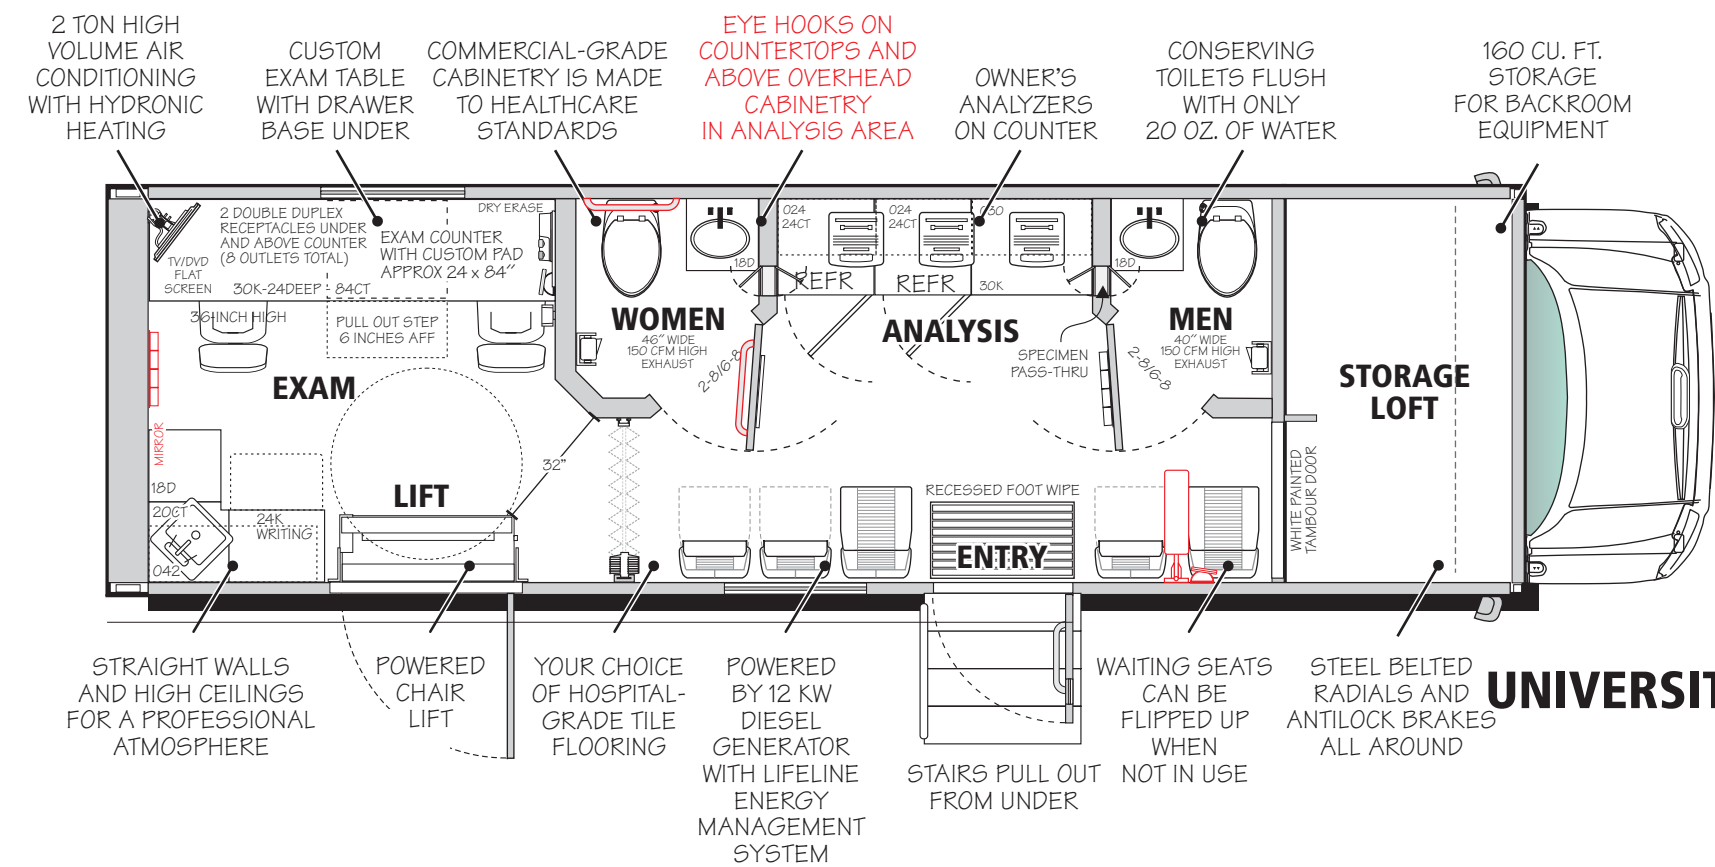 2 TON HIGH
VOLUME AIR
CONDITIONING
WITH HYDRONIC
HEATING
CUSTOM
EXAM TABLE
WITH DRAWER
BASE UNDER
COMMERCIAL-GRADE
CABINETRY IS MADE
TO HEALTHCARE
STANDARDS
EYE HOOKS ON
COUNTERTOPS AND
ABOVE OVERHEAD
CABINETRY
IN ANALYSIS AREA
OWNER'S
ANALYZERS
ON COUNTER
CONSERVING
TOILETS FLUSH
WITH ONLY
20 OZ. OF WATER
160 CU. FT.
STORAGE
FOR BACKROOM
EQUIPMENT
2 DOUBLE DUPLEX
RECEPTACLES UNDER
AND ABOVE COUNTER
(8 OUTLETS TOTAL)
TV/DVD
FLAT
SCREEN
30K-24DEEP - 84CT
36-INCH HIGH
DRY ERASE
EXAM COUNTER
WITH CUSTOM PAD
APPROX 24 x 84"
PULL OUT STEP
6 INCHES AFF
EXAM
MIRROR
18D
20CT
042
24K
WRITING
LIFT
32"
18D
WOMEN
46" WIDE
150 CFM HIGH
EXHAUST
2-8/6-8
024
24CT
024
24CT
030
REFR
REFR
30K
ANALYSIS
SPECIMEN
PASS-THRU
18D
MEN
40" WIDE
150 CFM HIGH
EXHAUST
2-8/6-8
STORAGE
LOFT
WHITE PAINTED
TAMBOUR DOOR
RECESSED FOOT WIPE
ENTRY
STRAIGHT WALLS
AND HIGH CEILINGS
FOR A PROFESSIONAL
ATMOSPHERE
POWERED
CHAIR
LIFT
YOUR CHOICE
OF HOSPITAL-
GRADE TILE
FLOORING
POWERED
BY 12 KW
DIESEL
GENERATOR
WITH LIFELINE
ENERGY
MANAGEMENT
SYSTEM
STAIRS PULL OUT
FROM UNDER
WAITING SEATS
CAN BE
FLIPPED UP
WHEN
NOT IN USE
STEEL BELTED
RADIALS AND
ANTILOCK BRAKES
ALL AROUND
UNIVERSIT